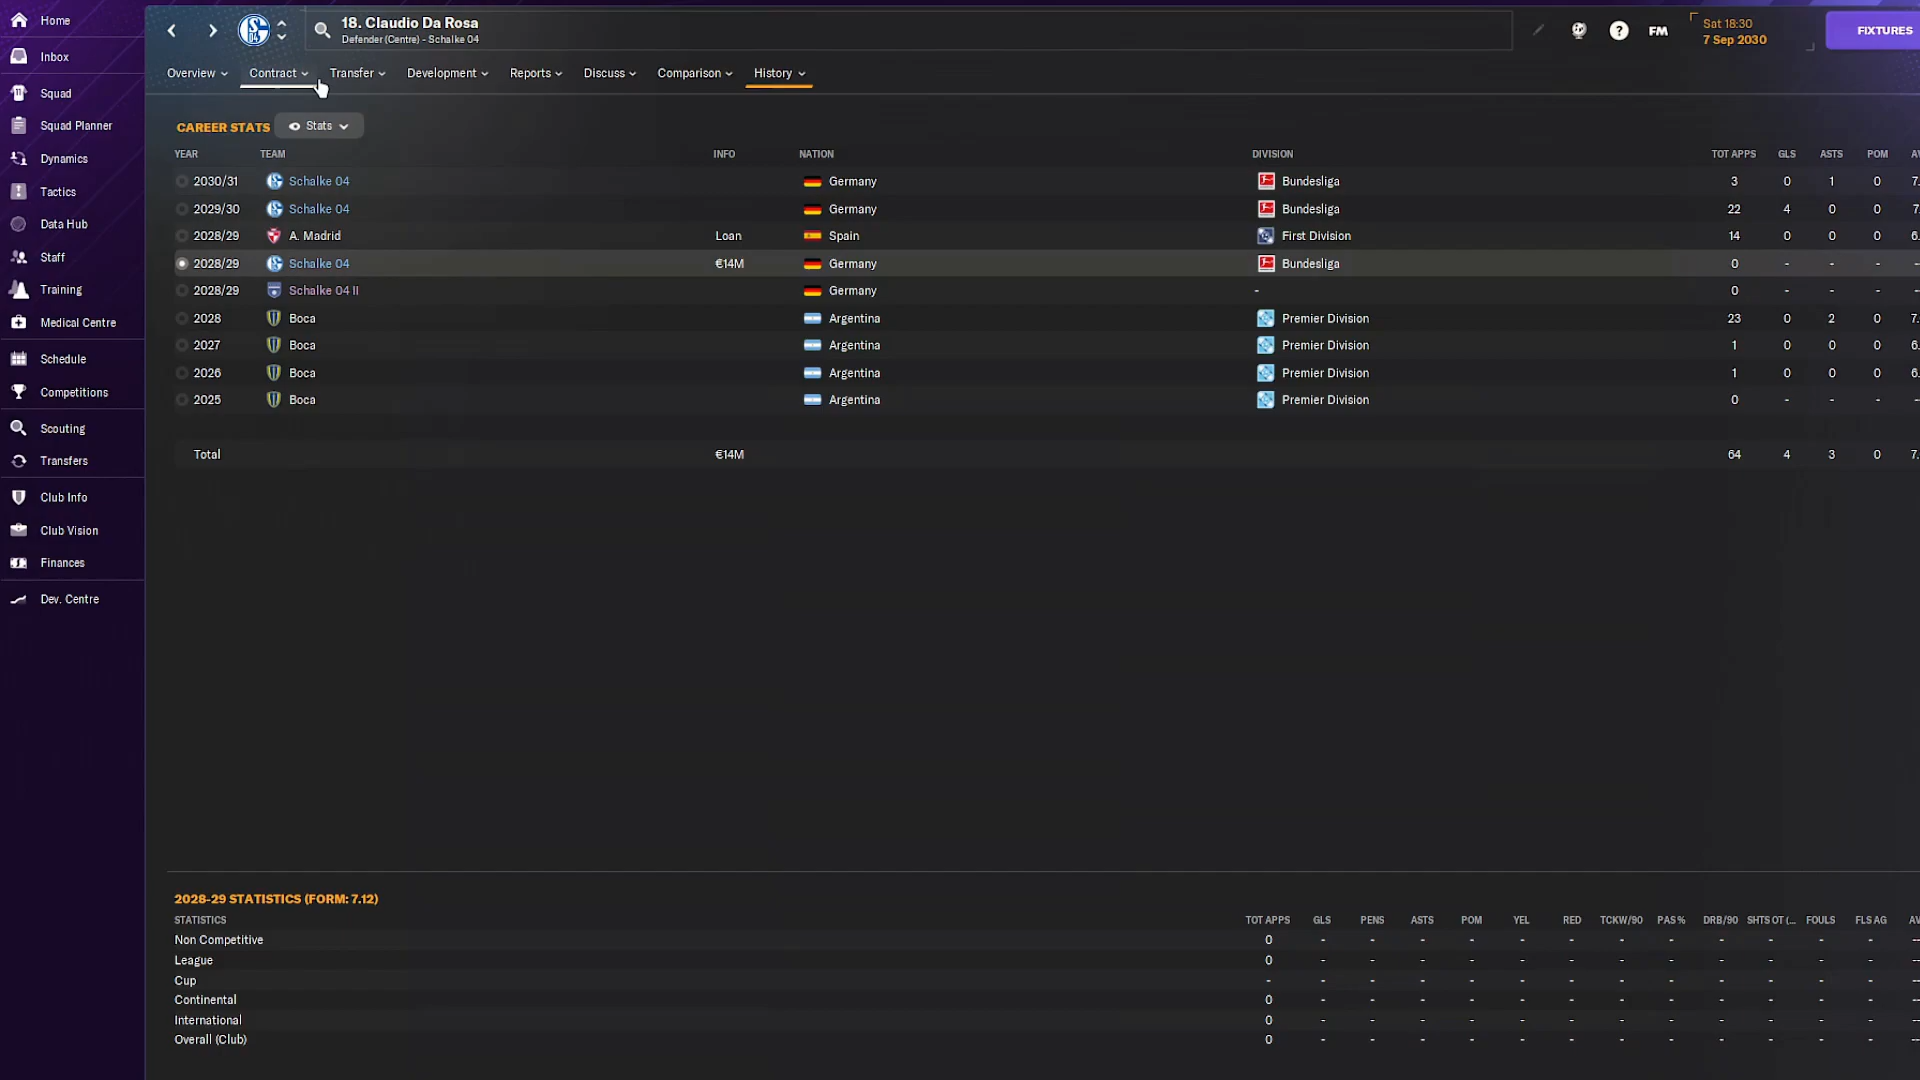 Home
Inbox
Squad
Squad Planner
Dynamics
Tactics
Data Hub
Staff
Training
Medical Centre
Schedule
Competitions
Scouting
Transfers
Club Info
Club Vision
Finances
Dev. Centre
18. Claudio Da Rosa
Defender (Centre) - Schalke 04
FM
Sat 18:30
7 Sep 2030
FIXTURES
Overview Contract Transfer Development Reports Discuss Comparison History
CAREER STATS Stats
YEAR TEAM INFO NATION DIVISION TOT APPS GLS ASTS POM
2030/31 Schalke 04 Germany Bundesliga 3 0 1 0 7.
2029/30 Schalke 04 Germany Bundesliga 22 4 0 0 7.
2028/29 A. Madrid Loan Spain First Division 14 0 0 0 6.
2028/29 Schalke 04 €14M Germany Bundesliga 0 - - -
2028/29 Schalke 04 II Germany - 0 - - -
2028 Boca Argentina Premier Division 23 0 2 0 7.
2027 Boca Argentina Premier Division 1 0 0 0 6.
2026 Boca Argentina Premier Division 1 0 0 0 6.
2025 Boca Argentina Premier Division 0 - - -
Total €14M 64 4 3 0 7.
2028-29 STATISTICS (FORM: 7.12)
STATISTICS TOT APPS GLS PENS ASTS POM YEL RED TCKW/90 PAS % DRB/90 SHTS OT (... FOULS FLS AG
Non Competitive 0 - - - - - - - - - - - -
League 0 - - - - - - - - - - - -
Cup - - - - - - - - - - - - -
Continental 0 - - - - - - - - - - - -
International 0 - - - - - - - - - - - -
Overall (Club) 0 - - - - - - - - - - - -